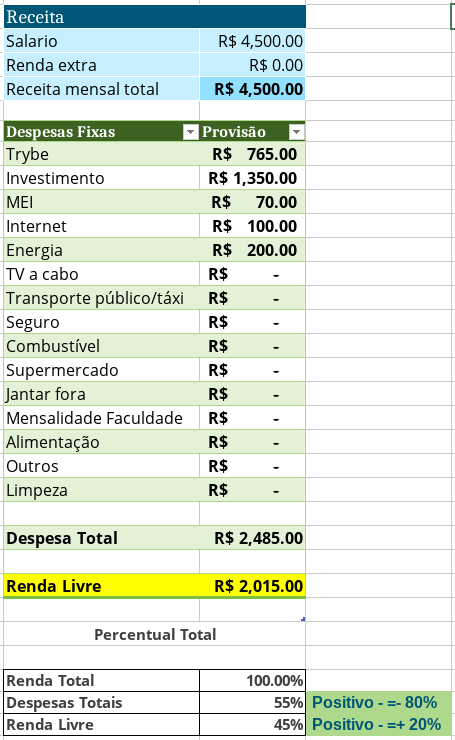 Receita
Salario R$ 4,500.00
Renda extra R$ 0.00
Receita mensal total R$ 4,500.00
Despesas Fixas Provisão
Trybe R$ 765.00
Investimento R$ 1,350.00
MEI R$ 70.00
Internet R$ 100.00
Energia R$ 200.00
TV a cabo R$ -
Transporte público/táxi R$ -
Seguro R$ -
Combustível R$ -
Supermercado R$ -
Jantar fora R$ -
Mensalidade Faculdade R$ -
Alimentação R$ -
Outros R$ -
Limpeza R$ -
Despesa Total R$ 2,485.00
Renda Livre R$ 2,015.00
Percentual Total
Renda Total 100.00%
Despesas Totais 55% Positivo - =- 80%
Renda Livre 45% Positivo - =+ 20%